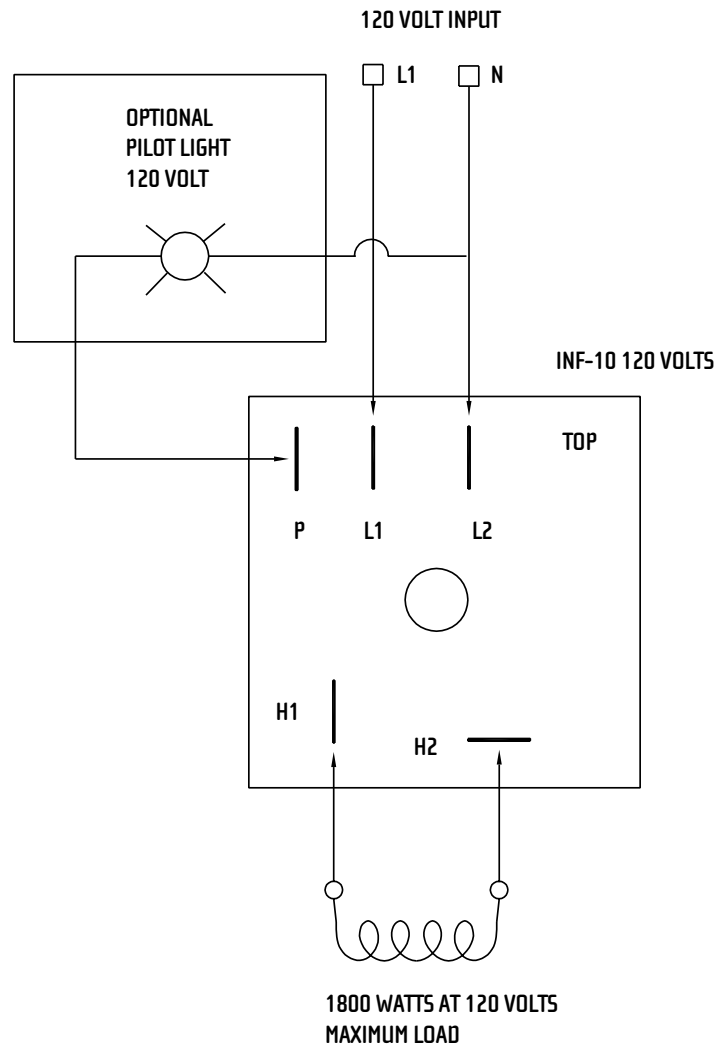 120 VOLT INPUT
L1
N
OPTIONAL
PILOT LIGHT
120 VOLT
INF-10 120 VOLTS
TOP
P
L1
L2
H1
H2
1800 WATTS AT 120 VOLTS
MAXIMUM LOAD